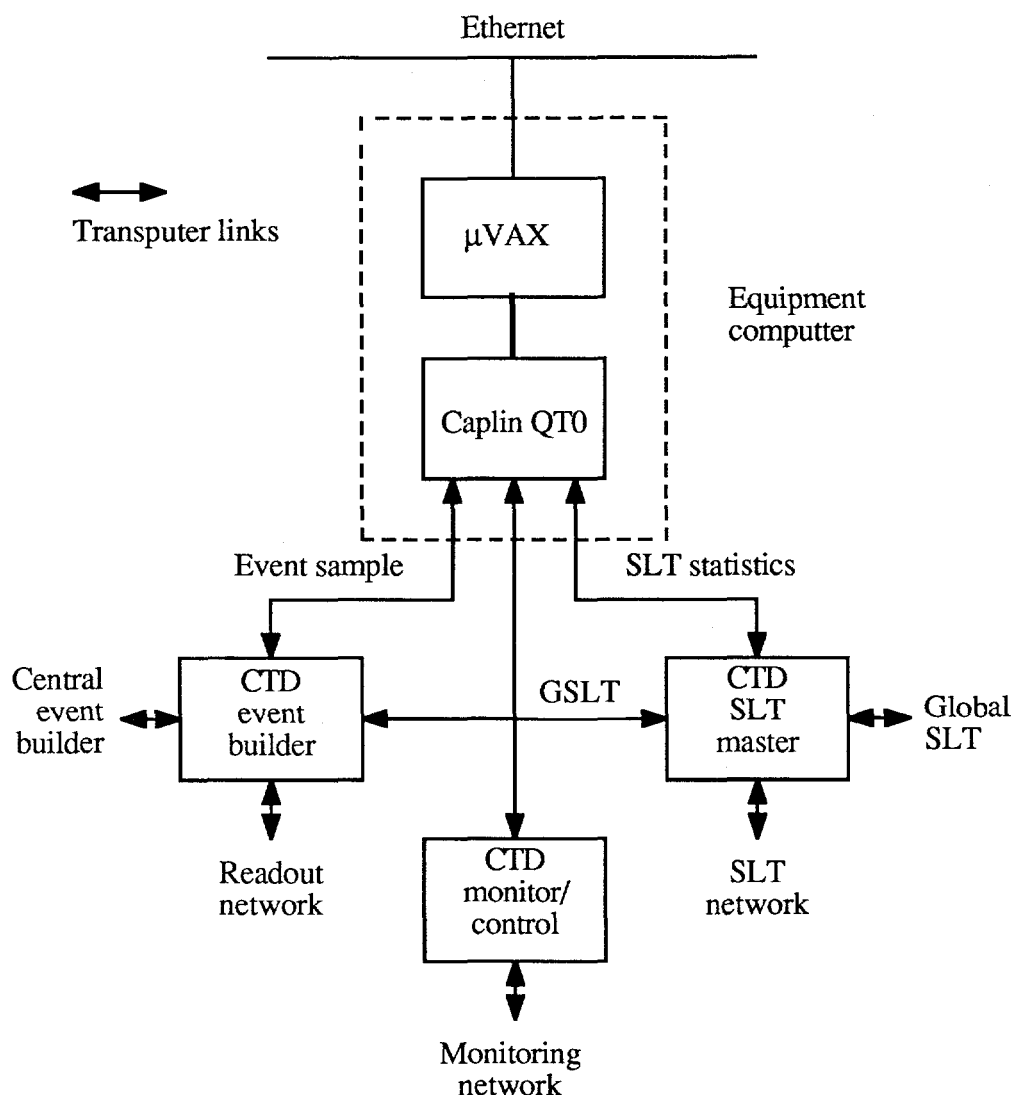 Ethernet
µVAX
Transputer links
Equipment
computter
Caplin QT0
Event sample
SLT statistics
Central
event
builder
CTD
event
builder
GSLT
CTD
SLT
master
Global
SLT
Readout
network
CTD
monitor/
control
SLT
network
Monitoring
network